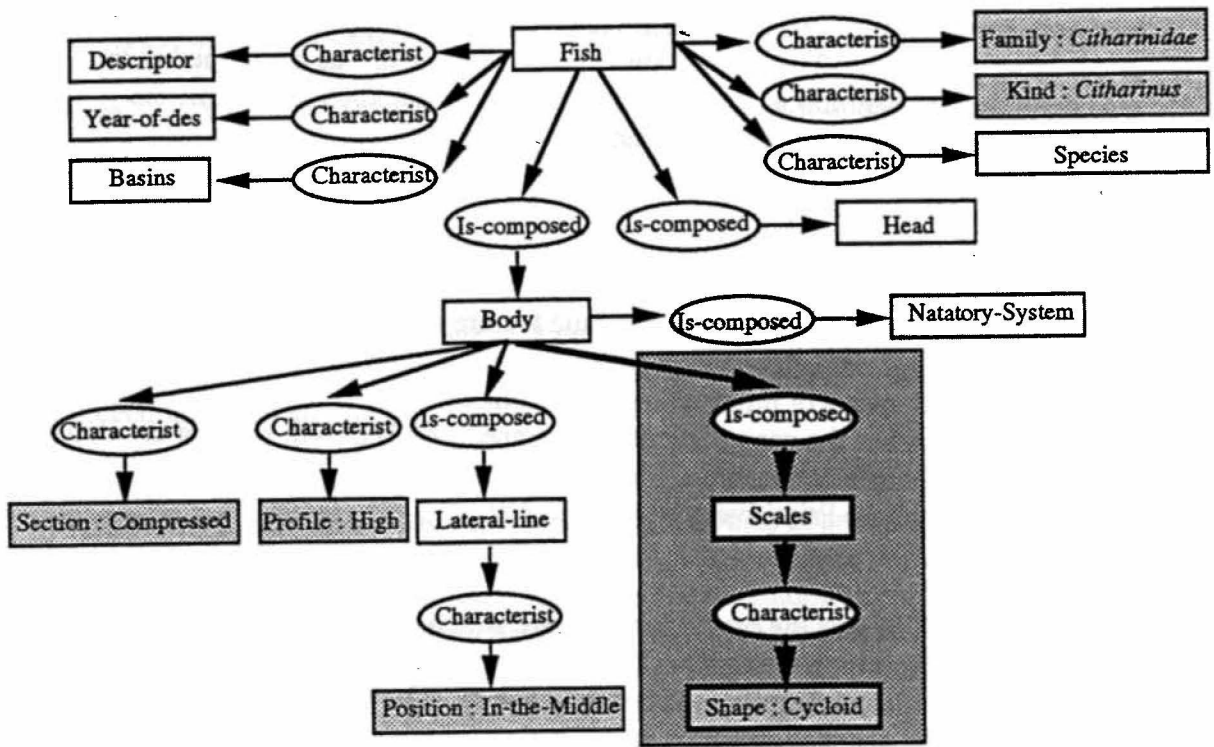 Descriptor
Characterist
Fish
Characterist
Family : Citharinidae
Year-of-des
Characterist
Characterist
Kind : Citharinus
Basins
Characterist
Characterist
Species
Is-composed
Is-composed
Head
Body
Is-composed
Natatory-System
Characterist
Characterist
Is-composed
Is-composed
Section : Compressed
Profile : High
Lateral-line
Scales
Characterist
Characterist
Position : In-the-Middle
Shape : Cycloid